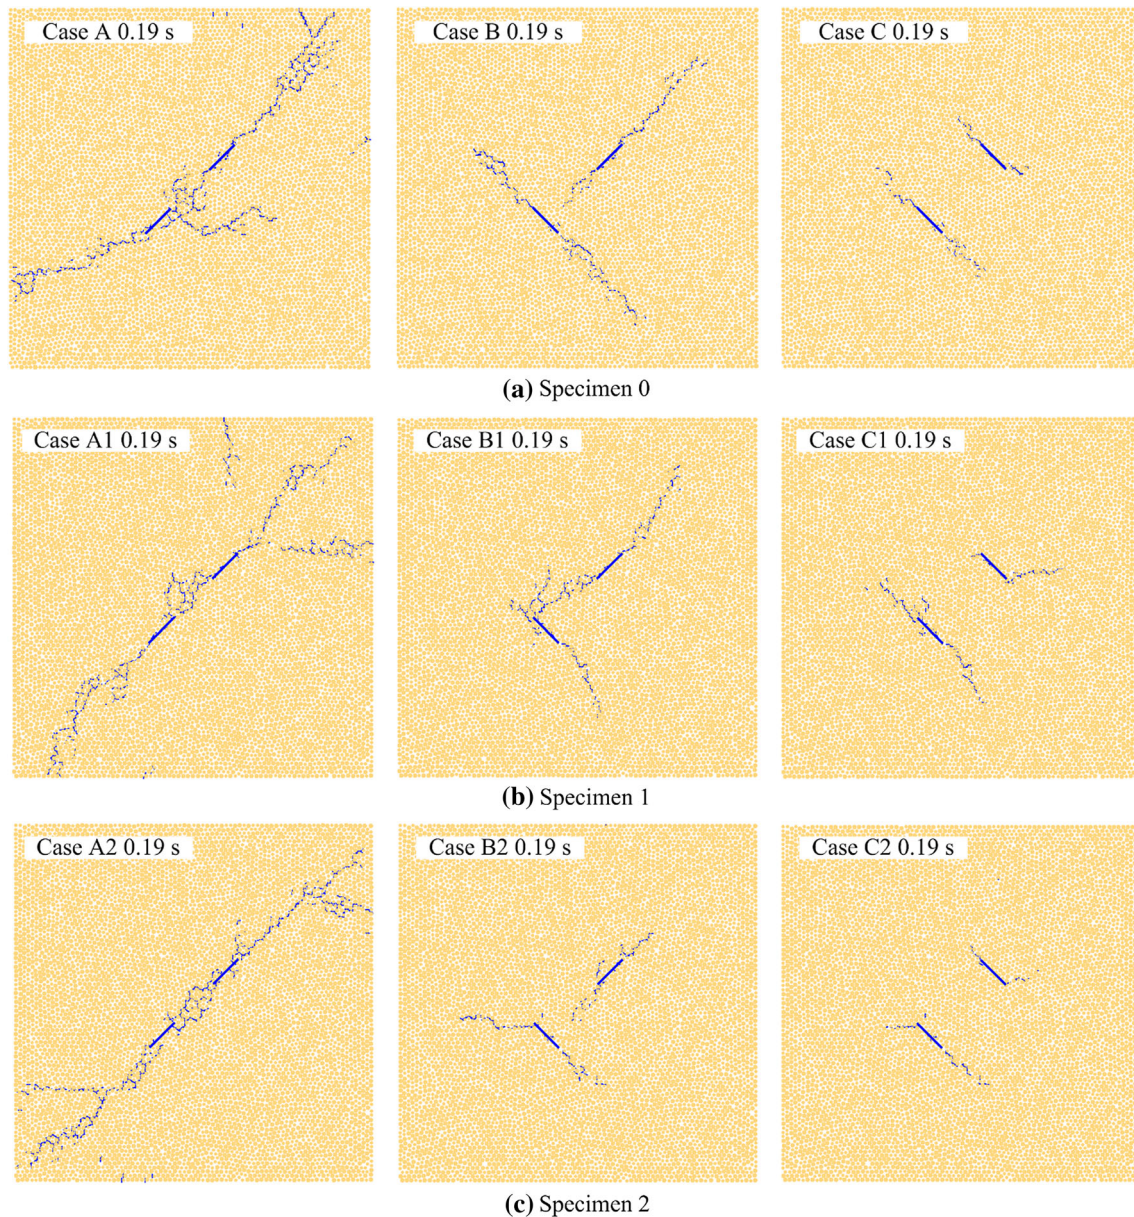 Case A 0.19 s
Case B 0.19 s
Case C 0.19 s
(a) Specimen 0
Case A1 0.19 s
Case B1 0.19 s
Case C1 0.19 s
(b) Specimen 1
Case A2 0.19 s
Case B2 0.19 s
Case C2 0.19 s
(c) Specimen 2